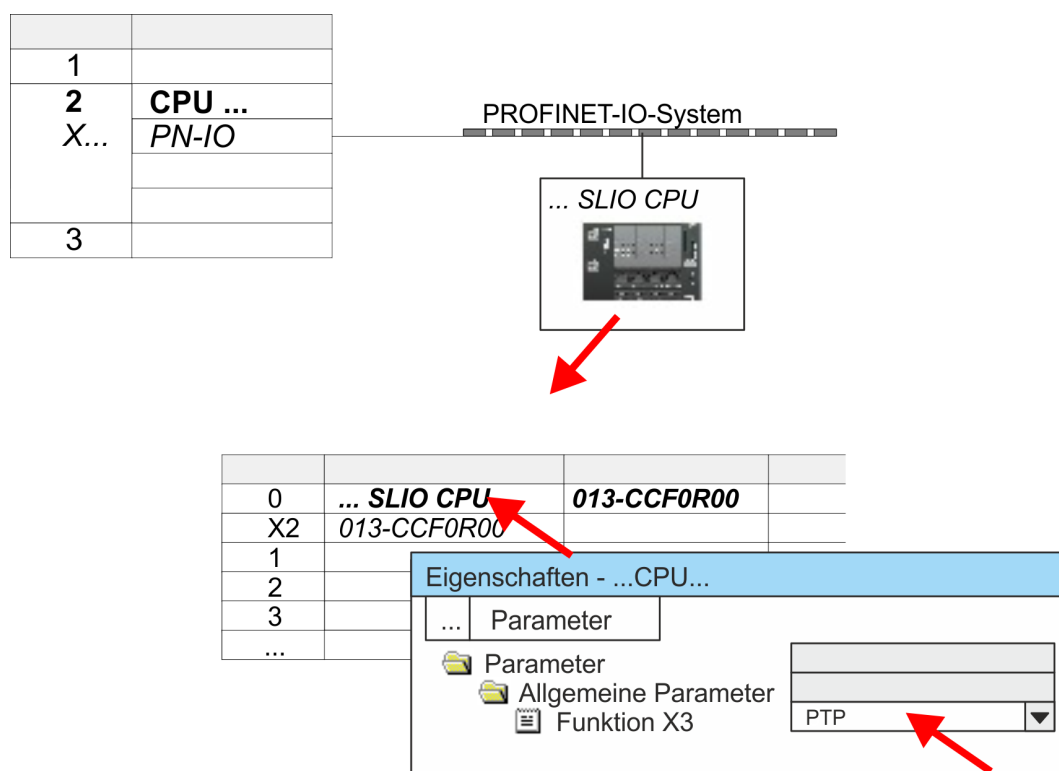 1
2 CPU ...
X... PN-IO
3
PROFINET-IO-System
... SLIO CPU
0 ... SLIO CPU 013-CCF0R00
X2 013-CCF0R00
1
2
3
...
Eigenschaften - ...CPU...
... Parameter
Parameter
Allgemeine Parameter
Funktion X3 PTP